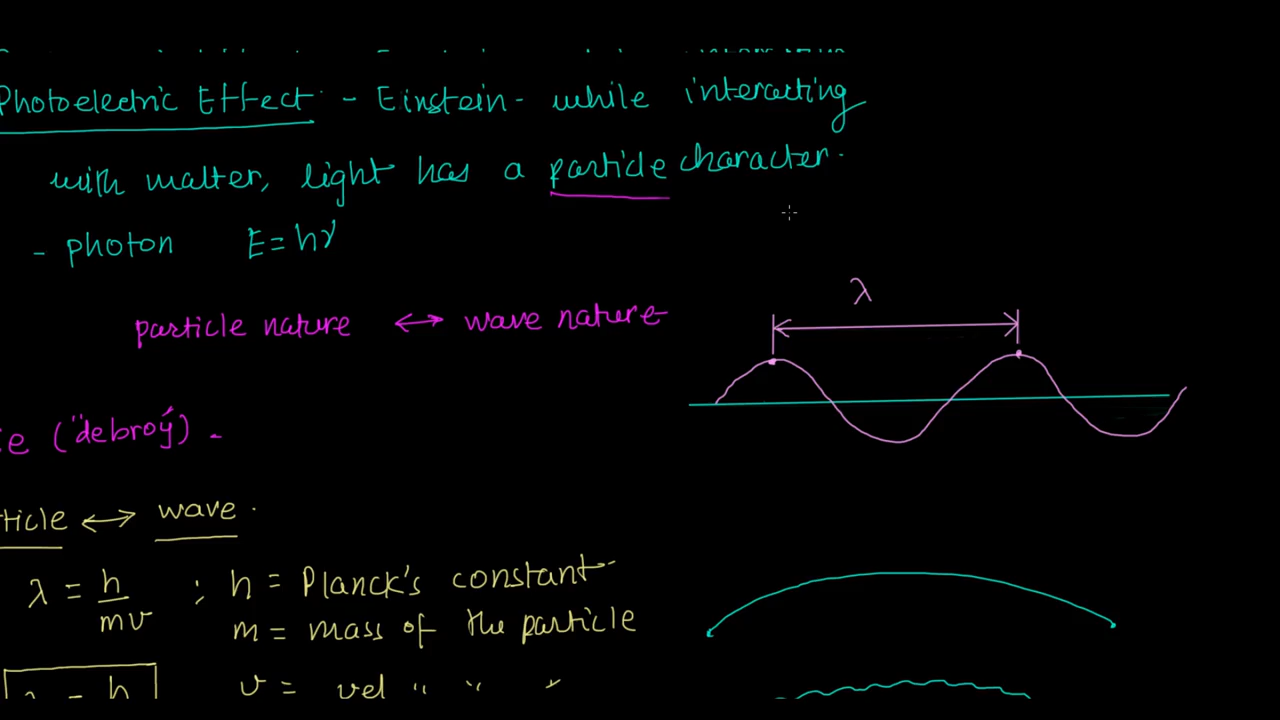 Photoelectric Effect - Einstein - while interacting
with matter, light has a particle character.
- photon E = hν
particle nature ↔ wave nature
λ
("debroy").
ticle ↔ wave.
λ = h/mv ; h = Planck's constant
m = mass of the particle
v = vel " " "